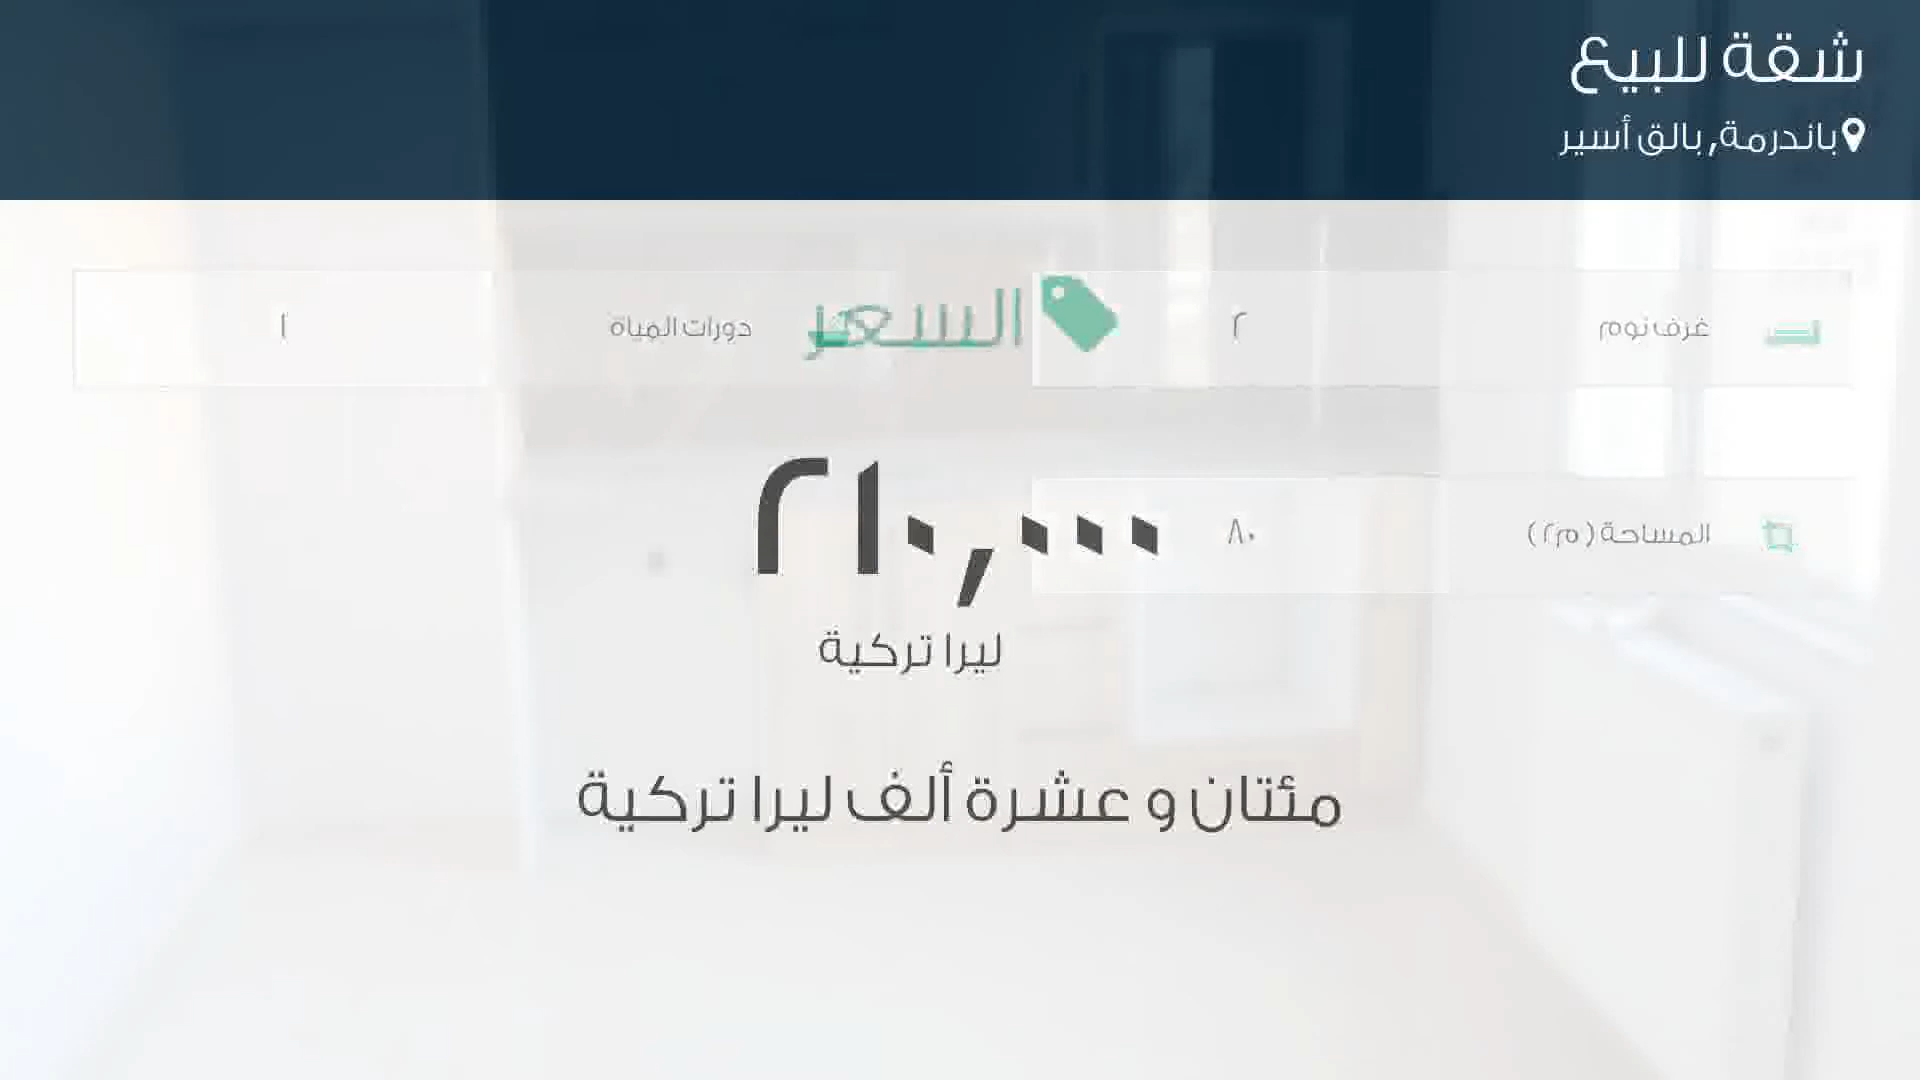 شقة للبيع
باندرمة, بالق أسير
غرف نوم ٢
السعر
دورات المياة ١
المساحة (م٢) ٨٠
٢١٠,٠٠٠
ليرا تركية
مئتان و عشرة ألف ليرا تركية